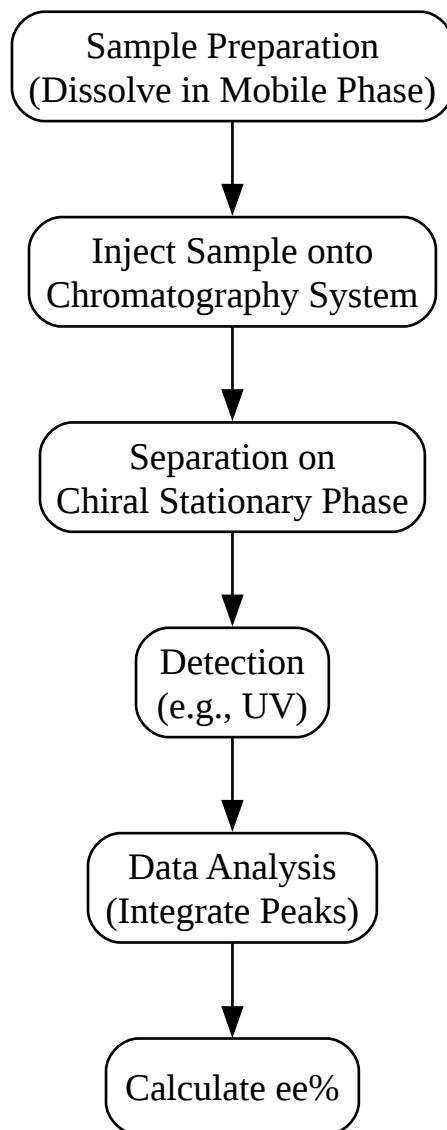 Sample Preparation
(Dissolve in Mobile Phase)
Inject Sample onto
Chromatography System
Separation on
Chiral Stationary Phase
Detection
(e.g., UV)
Data Analysis
(Integrate Peaks)
Calculate ee%